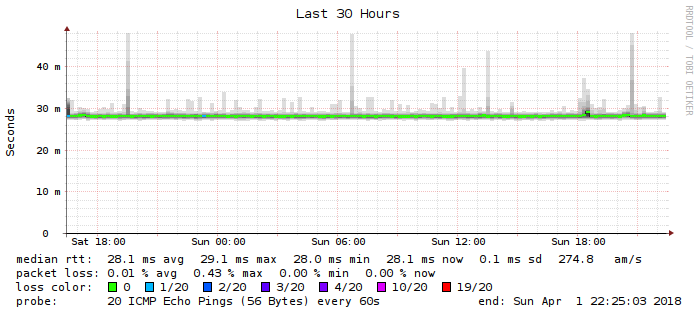 Last 30 Hours
RRDTOOL / TOBI OETIKER
Seconds
40 m
30 m
20 m
10 m
0
Sat 18:00 Sun 00:00 Sun 06:00 Sun 12:00 Sun 18:00
median rtt: 28.1 ms avg 29.1 ms max 28.0 ms min 28.1 ms now 0.1 ms sd 274.8 am/s
packet loss: 0.01 % avg 0.43 % max 0.00 % min 0.00 % now
loss color: 0 1/20 2/20 3/20 4/20 10/20 19/20
probe: 20 ICMP Echo Pings (56 Bytes) every 60s end: Sun Apr 1 22:25:03 2018